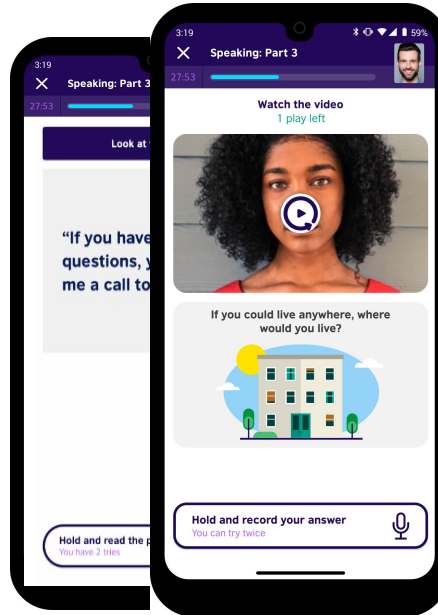 3:19
Speaking: Part 3
27:53
Look at
"If you have
questions, y
me a call to
Hold and read the p
You have 2 tries
3:19
59%
Speaking: Part 3
27:53
Watch the video
1 play left
If you could live anywhere, where
would you live?
Hold and record your answer
You can try twice